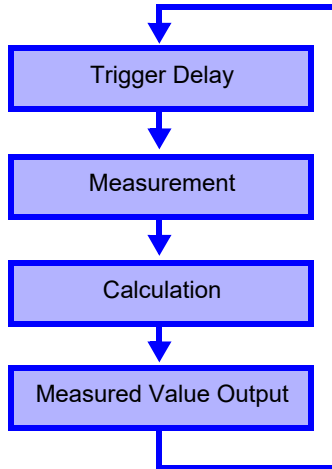 Trigger Delay
Measurement
Calculation
Measured Value Output